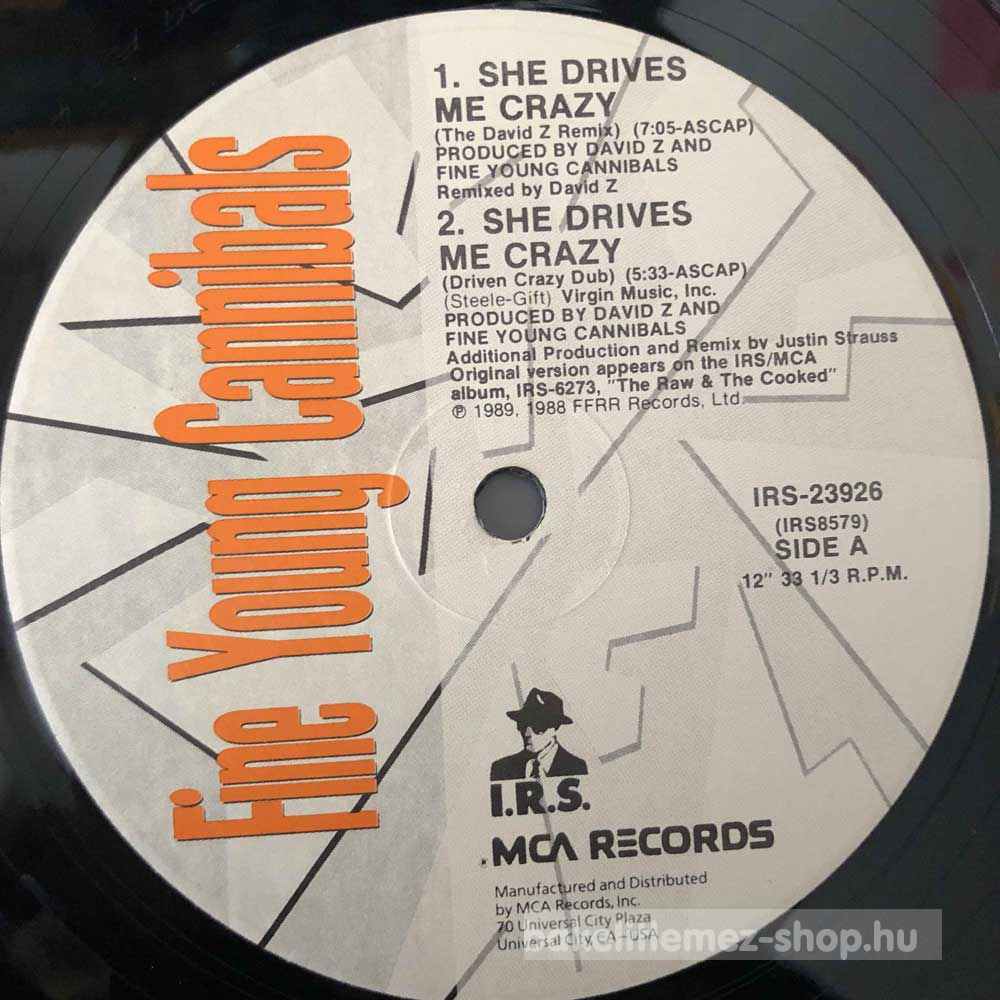 Fine Young Cannibals
1. SHE DRIVES
ME CRAZY
(The David Z Remix) (7:05-ASCAP)
PRODUCED BY DAVID Z AND
FINE YOUNG CANNIBALS
Remixed by David Z
2. SHE DRIVES
ME CRAZY
(Driven Crazy Dub) (5:33-ASCAP)
(Steele-Gift) Virgin Music, Inc.
PRODUCED BY DAVID Z AND
FINE YOUNG CANNIBALS
Additional Production and Remix by Justin Strauss
Original version appears on the IRS/MCA
album, IRS-6273, "The Raw & The Cooked"
℗ 1989, 1988 FFRR Records, Ltd.
IRS-23926
(IRS8579)
SIDE A
12" 33 1/3 R.P.M.
I.R.S.
MCA RECORDS
Manufactured and Distributed
by MCA Records, Inc.
70 Universal City Plaza
Universal City, CA-USA
bakelitlemez-shop.hu